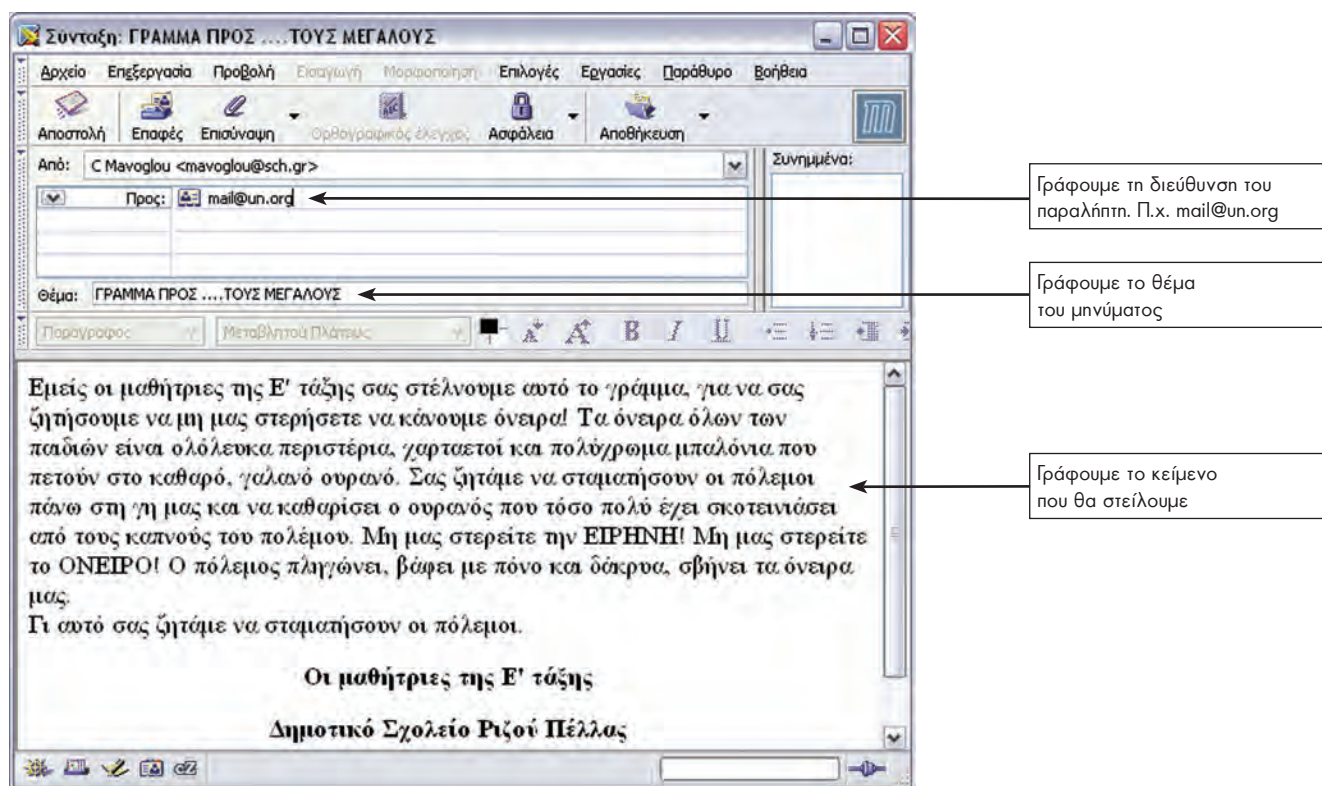 Σύνταξη: ΓΡΑΜΜΑ ΠΡΟΣ ....ΤΟΥΣ ΜΕΓΑΛΟΥΣ
Αρχείο Επεξεργασία Προβολή Εισαγωγή Μορφοποίηση Επιλογές Εργασίες Παράθυρο Βοήθεια
Αποστολή Επαφές Επισύναψη Ορθογραφικός έλεγχος Ασφάλεια Αποθήκευση
Από: C Mavoglou <mavoglou@sch.gr>
Συνημμένα:
Προς: mail@un.org
Γράφουμε τη διεύθυνση του
παραλήπτη. Π.χ. mail@un.org
Θέμα: ΓΡΑΜΜΑ ΠΡΟΣ ....ΤΟΥΣ ΜΕΓΑΛΟΥΣ
Γράφουμε το θέμα
του μηνύματος
Παράγραφος Μεταβλητού Πλάτους
Εμείς οι μαθήτριες της Ε' τάξης σας στέλνουμε αυτό το γράμμα, για να σας
ζητήσουμε να μη μας στερήσετε να κάνουμε όνειρα! Τα όνειρα όλων των
παιδιών είναι ολόλευκα περιστέρια, χαρταετοί και πολύχρωμα μπαλόνια που
πετούν στο καθαρό, γαλανό ουρανό. Σας ζητάμε να σταματήσουν οι πόλεμοι
πάνω στη γη μας και να καθαρίσει ο ουρανός που τόσο πολύ έχει σκοτεινιάσει
από τους καπνούς του πολέμου. Μη μας στερείτε την ΕΙΡΗΝΗ! Μη μας στερείτε
το ΟΝΕΙΡΟ! Ο πόλεμος πληγώνει, βάφει με πόνο και δάκρυα, σβήνει τα όνειρα
μας.
Γι αυτό σας ζητάμε να σταματήσουν οι πόλεμοι.
Γράφουμε το κείμενο
που θα στείλουμε
Οι μαθήτριες της Ε' τάξης
Δημοτικό Σχολείο Ριζού Πέλλας